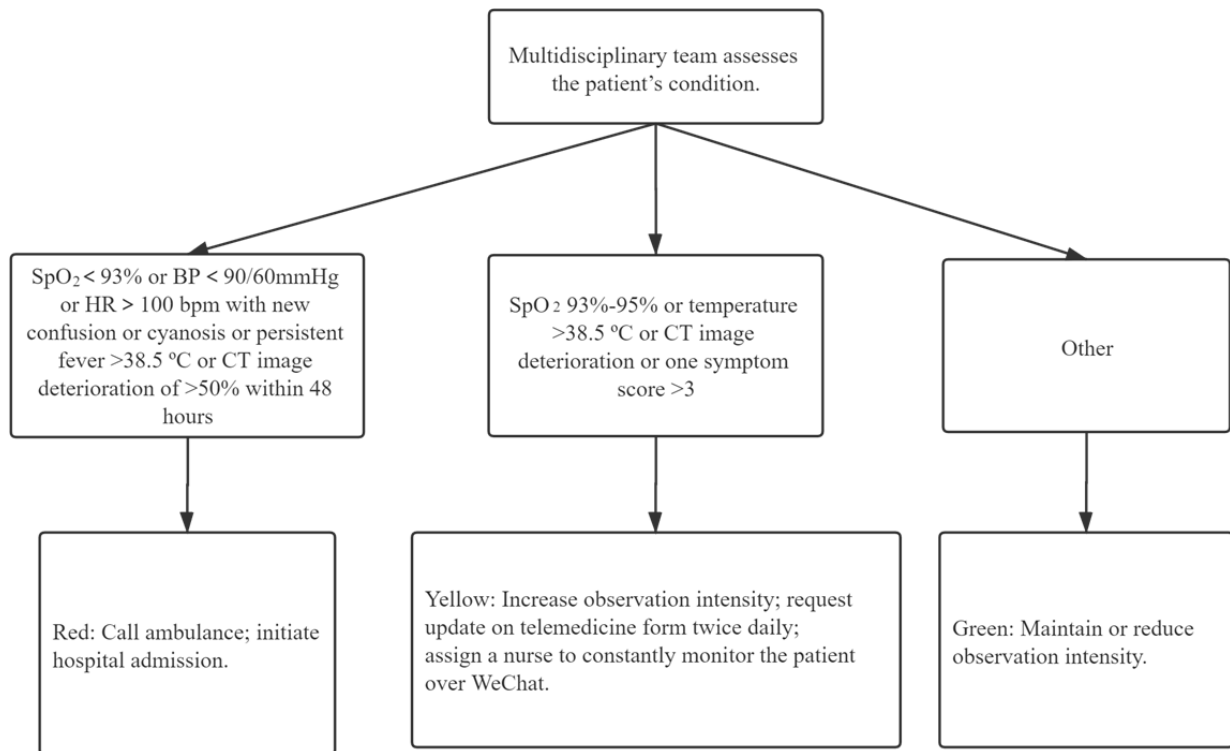 Multidisciplinary team assesses
the patient’s condition.
SpO₂ < 93% or BP < 90/60mmHg
or HR > 100 bpm with new
confusion or cyanosis or persistent
fever >38.5 ºC or CT image
deterioration of >50% within 48
hours
SpO₂ 93%-95% or temperature
>38.5 ºC or CT image
deterioration or one symptom
score >3
Other
Red: Call ambulance; initiate
hospital admission.
Yellow: Increase observation intensity; request
update on telemedicine form twice daily;
assign a nurse to constantly monitor the patient
over WeChat.
Green: Maintain or reduce
observation intensity.